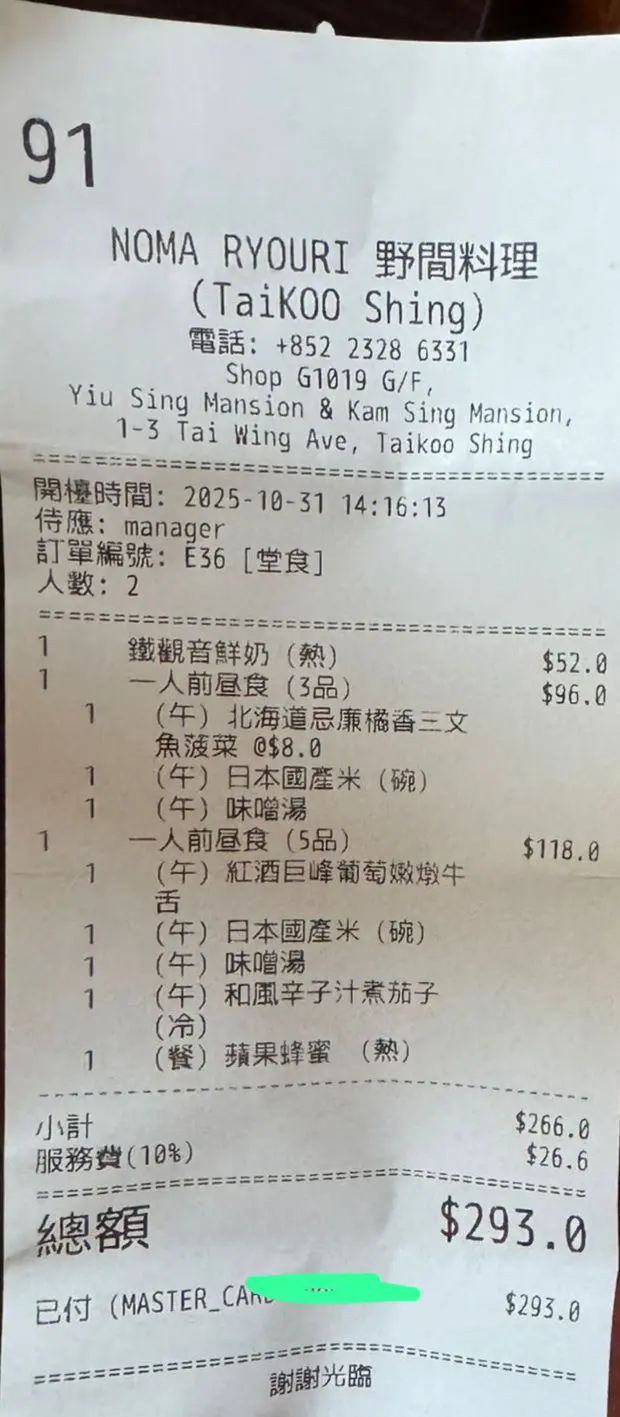 91
NOMA RYOURI 野間料理
(TaiKOO Shing)
電話: +852 2328 6331
Shop G1019 G/F,
Yiu Sing Mansion & Kam Sing Mansion,
1-3 Tai Wing Ave, Taikoo Shing
開檯時間: 2025-10-31 14:16:13
侍應: manager
訂單編號: E36 [堂食]
人數: 2
1 鐵觀音鮮奶 (熱) $52.0
1 一人前昼食 (3品) $96.0
1 (午) 北海道忌廉橘香三文
魚菠菜 @$8.0
1 (午) 日本國產米 (碗)
1 (午) 味噌湯
1 一人前昼食 (5品) $118.0
1 (午) 紅酒巨峰葡萄嫩燉牛
舌
1 (午) 日本國產米 (碗)
1 (午) 味噌湯
1 (午) 和風辛子汁煮茄子
(冷)
1 (餐) 蘋果蜂蜜 (熱)
小計 $266.0
服務費(10%) $26.6
總額 $293.0
已付 (MASTER_CARD $293.0
謝謝光臨